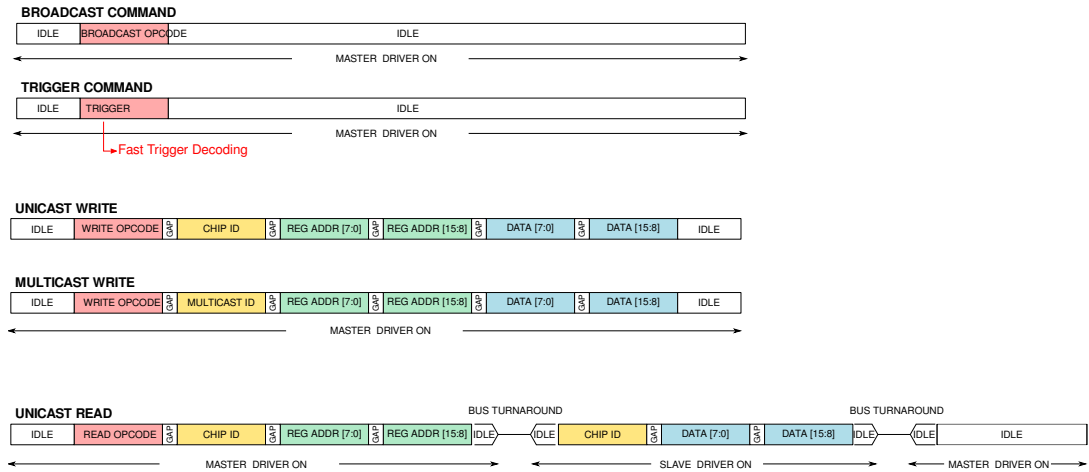 BROADCAST COMMAND
IDLE BROADCAST OPCODE IDLE
MASTER DRIVER ON
TRIGGER COMMAND
IDLE TRIGGER IDLE
MASTER DRIVER ON
Fast Trigger Decoding
UNICAST WRITE
IDLE WRITE OPCODE GAP CHIP ID GAP REG ADDR [7:0] GAP REG ADDR [15:8] GAP DATA [7:0] GAP DATA [15:8] IDLE
MULTICAST WRITE
IDLE WRITE OPCODE GAP MULTICAST ID GAP REG ADDR [7:0] GAP REG ADDR [15:8] GAP DATA [7:0] GAP DATA [15:8] IDLE
MASTER DRIVER ON
UNICAST READ BUS TURNAROUND BUS TURNAROUND
IDLE READ OPCODE GAP CHIP ID GAP REG ADDR [7:0] GAP REG ADDR [15:8] IDLE IDLE CHIP ID GAP DATA [7:0] GAP DATA [15:8] IDLE IDLE IDLE
MASTER DRIVER ON SLAVE DRIVER ON MASTER DRIVER ON